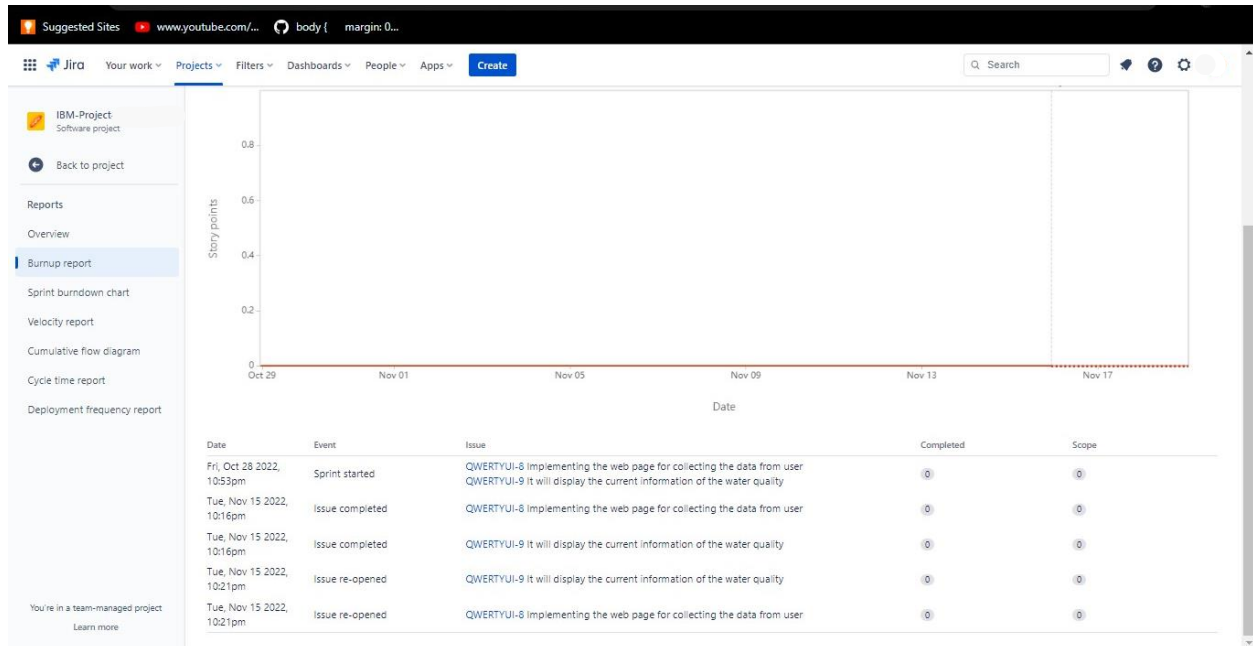 Suggested Sites www.youtube.com/... body { margin: 0...
Jira Your work Projects Filters Dashboards People Apps Create Search
IBM-Project
Software project
Back to project
Reports
Overview
Burnup report
Sprint burndown chart
Velocity report
Cumulative flow diagram
Cycle time report
Deployment frequency report
You're in a team-managed project
Learn more
Story points
0.8
0.6
0.4
0.2
0
Oct 29 Nov 01 Nov 05 Nov 09 Nov 13 Nov 17
Date
Date Event Issue Completed Scope
Fri, Oct 28 2022,
10:53pm
Sprint started
QWERTYUI-8 Implementing the web page for collecting the data from user
QWERTYUI-9 It will display the current information of the water quality
0 0
Tue, Nov 15 2022,
10:16pm
Issue completed QWERTYUI-8 Implementing the web page for collecting the data from user 0 0
Tue, Nov 15 2022,
10:16pm
Issue completed QWERTYUI-9 It will display the current information of the water quality 0 0
Tue, Nov 15 2022,
10:21pm
Issue re-opened QWERTYUI-9 It will display the current information of the water quality 0 0
Tue, Nov 15 2022,
10:21pm
Issue re-opened QWERTYUI-8 Implementing the web page for collecting the data from user 0 0